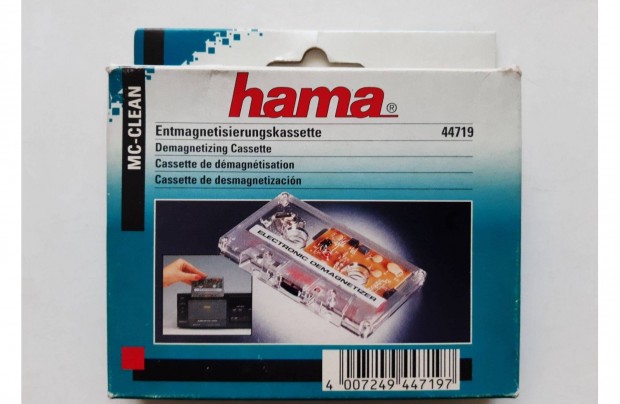 MC-CLEAN
hama®
Entmagnetisierungskassette 44719
Demagnetizing Cassette
Cassette de démagnétisation
Cassette de desmagnetización
ELECTRONIC DEMAGNETIZER
4 007249 447197